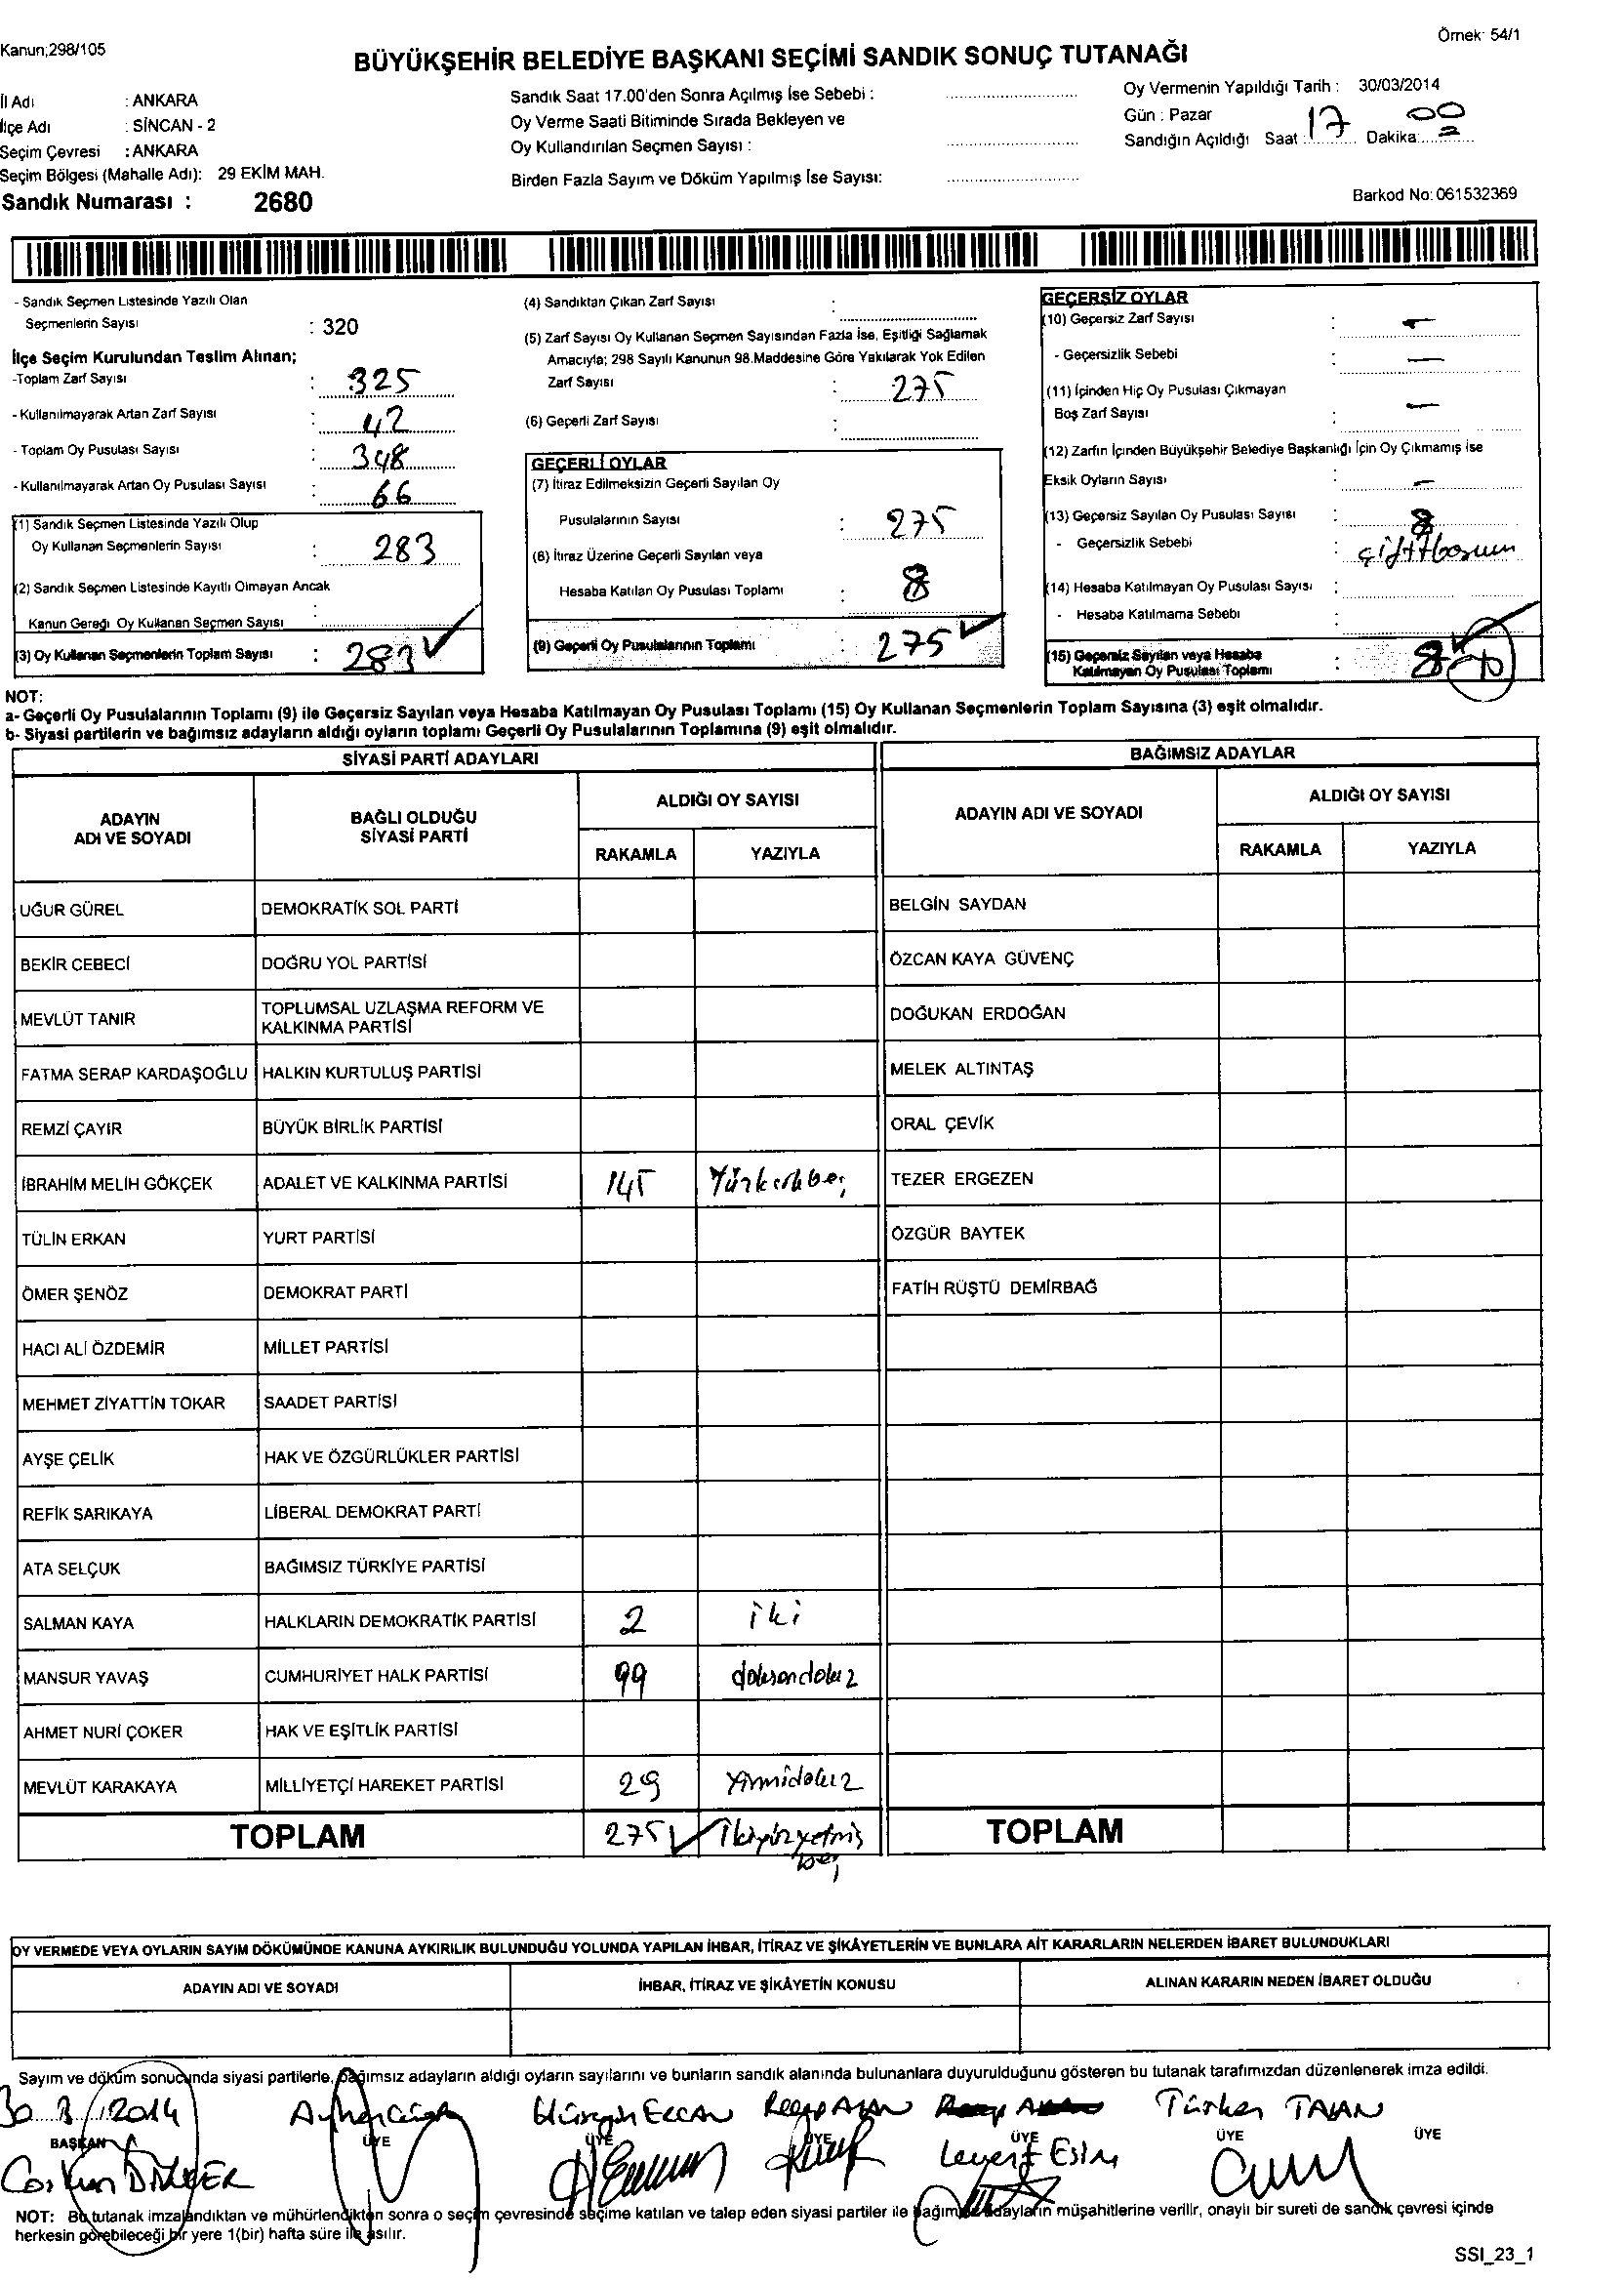 Kanun;298/105
Örnek: 54/1
BÜYÜKŞEHİR BELEDİYE BAŞKANI SEÇİMİ SANDIK SONUÇ TUTANAĞI
İl Adı : ANKARA
İlçe Adı : SİNCAN - 2
Seçim Çevresi : ANKARA
Seçim Bölgesi (Mahalle Adı): 29 EKİM MAH.
Sandık Numarası : 2680
Sandık Saat 17.00'den Sonra Açılmış İse Sebebi :
Oy Verme Saati Bitiminde Sırada Bekleyen ve
Oy Kullandırılan Seçmen Sayısı :
Birden Fazla Sayım ve Döküm Yapılmış İse Sayısı:
Oy Vermenin Yapıldığı Tarih : 30/03/2014
Gün : Pazar
Sandığın Açıldığı Saat : 17 Dakika: 00
Barkod No: 061532369
- Sandık Seçmen Listesinde Yazılı Olan
Seçmenlerin Sayısı : 320
İlçe Seçim Kurulundan Teslim Alınan;
-Toplam Zarf Sayısı : 325
- Kullanılmayarak Artan Zarf Sayısı : 42
- Toplam Oy Pusulası Sayısı : 348
- Kullanılmayarak Artan Oy Pusulası Sayısı : 66
(1) Sandık Seçmen Listesinde Yazılı Olup
Oy Kullanan Seçmenlerin Sayısı : 283
(2) Sandık Seçmen Listesinde Kayıtlı Olmayan Ancak
Kanun Gereği Oy Kullanan Seçmen Sayısı :
(3) Oy Kullanan Seçmenlerin Toplam Sayısı : 283
(4) Sandıktan Çıkan Zarf Sayısı :
(5) Zarf Sayısı Oy Kullanan Seçmen Sayısından Fazla İse, Eşitliği Sağlamak
Amacıyla; 298 Sayılı Kanunun 98.Maddesine Göre Yakılarak Yok Edilen
Zarf Sayısı : 275
(6) Geçerli Zarf Sayısı :
GEÇERLİ OYLAR
(7) İtiraz Edilmeksizin Geçerli Sayılan Oy
Pusulalarının Sayısı : 275
(8) İtiraz Üzerine Geçerli Sayılan veya
Hesaba Katılan Oy Pusulası Toplamı : 8
(9) Geçerli Oy Pusulalarının Toplamı : 275
GEÇERSİZ OYLAR
(10) Geçersiz Zarf Sayısı : -
- Geçersizlik Sebebi : -
(11) İçinden Hiç Oy Pusulası Çıkmayan
Boş Zarf Sayısı : -
(12) Zarfın İçinden Büyükşehir Belediye Başkanlığı İçin Oy Çıkmamış İse
Eksik Oyların Sayısı : -
(13) Geçersiz Sayılan Oy Pusulası Sayısı : 8
- Geçersizlik Sebebi :
(14) Hesaba Katılmayan Oy Pusulası Sayısı :
- Hesaba Katılmama Sebebi :
(15) Geçersiz Sayılan veya Hesaba
Katılmayan Oy Pusulası Toplamı : 8
NOT:
a- Geçerli Oy Pusulalarının Toplamı (9) ile Geçersiz Sayılan veya Hesaba Katılmayan Oy Pusulası Toplamı (15) Oy Kullanan Seçmenlerin Toplam Sayısına (3) eşit olmalıdır.
b- Siyasi partilerin ve bağımsız adayların aldığı oyların toplamı Geçerli Oy Pusulalarının Toplamına (9) eşit olmalıdır.
SİYASİ PARTİ ADAYLARI
ADAYIN ADI VE SOYADI
BAĞLI OLDUĞU SİYASİ PARTİ
ALDIĞI OY SAYISI
RAKAMLA YAZIYLA
UĞUR GÜREL DEMOKRATİK SOL PARTİ
BEKİR CEBECİ DOĞRU YOL PARTİSİ
MEVLÜT TANIR TOPLUMSAL UZLAŞMA REFORM VE
KALKINMA PARTİSİ
FATMA SERAP KARDAŞOĞLU HALKIN KURTULUŞ PARTİSİ
REMZİ ÇAYIR BÜYÜK BİRLİK PARTİSİ
İBRAHİM MELİH GÖKÇEK ADALET VE KALKINMA PARTİSİ 145 Yüzkırkbeş
TÜLİN ERKAN YURT PARTİSİ
ÖMER ŞENÖZ DEMOKRAT PARTİ
HACI ALİ ÖZDEMİR MİLLET PARTİSİ
MEHMET ZİYATTİN TOKAR SAADET PARTİSİ
AYŞE ÇELİK HAK VE ÖZGÜRLÜKLER PARTİSİ
REFİK SARIKAYA LİBERAL DEMOKRAT PARTİ
ATA SELÇUK BAĞIMSIZ TÜRKİYE PARTİSİ
SALMAN KAYA HALKLARIN DEMOKRATİK PARTİSİ 2 iki
MANSUR YAVAŞ CUMHURİYET HALK PARTİSİ 99 doksandokuz
AHMET NURİ ÇOKER HAK VE EŞİTLİK PARTİSİ
MEVLÜT KARAKAYA MİLLİYETÇİ HAREKET PARTİSİ 29 Yirmidokuz
TOPLAM 275 İkiyüzyetmiş
beş
BAĞIMSIZ ADAYLAR
ADAYIN ADI VE SOYADI
ALDIĞI OY SAYISI
RAKAMLA YAZIYLA
BELGİN SAYDAN
ÖZCAN KAYA GÜVENÇ
DOĞUKAN ERDOĞAN
MELEK ALTINTAŞ
ORAL ÇEVİK
TEZER ERGEZEN
ÖZGÜR BAYTEK
FATİH RÜŞTÜ DEMİRBAĞ
TOPLAM
OY VERMEDE VEYA OYLARIN SAYIM DÖKÜMÜNDE KANUNA AYKIRILIK BULUNDUĞU YOLUNDA YAPILAN İHBAR, İTİRAZ VE ŞİKÂYETLERİN VE BUNLARA AİT KARARLARIN NELERDEN İBARET BULUNDUKLARI
ADAYIN ADI VE SOYADI İHBAR, İTİRAZ VE ŞİKÂYETİN KONUSU ALINAN KARARIN NEDEN İBARET OLDUĞU
Sayım ve döküm sonucunda siyasi partilerle, bağımsız adayların aldığı oyların sayılarını ve bunların sandık alanında bulunanlara duyurulduğunu gösteren bu tutanak tarafımızdan düzenlenerek imza edildi.
30 3 / 2014 ERCAN Recep Türker TALAN
BAŞKAN ÜYE ÜYE ÜYE ÜYE ÜYE ÜYE
NOT: Bu tutanak imzalandıktan ve mühürlendikten sonra o seçim çevresinde seçime katılan ve talep eden siyasi partiler ile bağımsız adayların müşahitlerine verilir, onaylı bir sureti de sandık çevresi içinde
herkesin görebileceği bir yere 1(bir) hafta süre ile asılır.
SSI_23_1